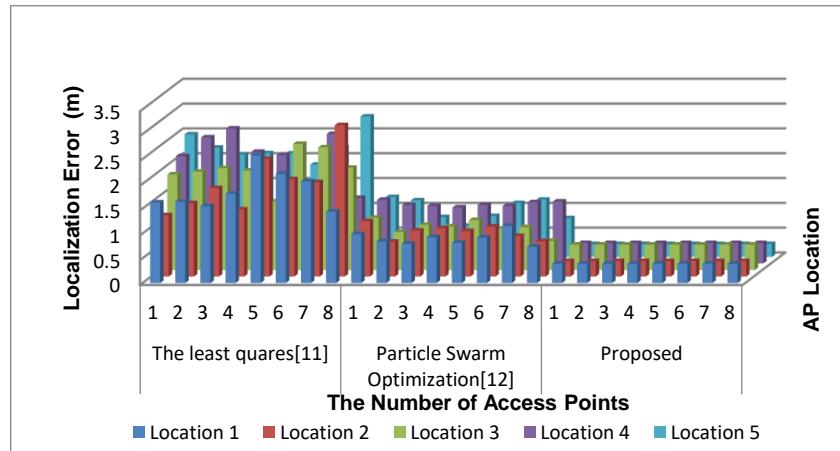 Localization Error (m)
3.5
3
2.5
2
1.5
1
0.5
0
1 2 3 4 5 6 7 8 1 2 3 4 5 6 7 8 1 2 3 4 5 6 7 8
The least quares[11]
Particle Swarm
Optimization[12]
Proposed
AP Location
The Number of Access Points
Location 1 Location 2 Location 3 Location 4 Location 5